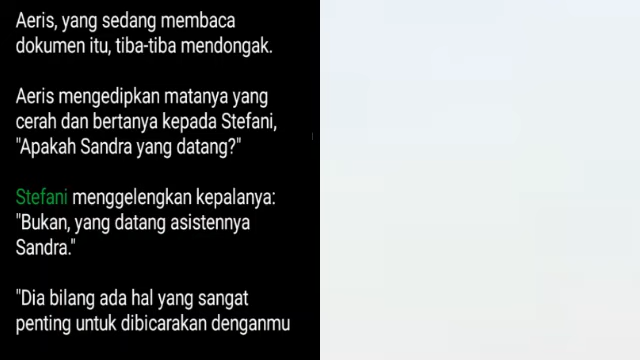 Aeris, yang sedang membaca
dokumen itu, tiba-tiba mendongak.
Aeris mengedipkan matanya yang
cerah dan bertanya kepada Stefani,
"Apakah Sandra yang datang?"
Stefani menggelengkan kepalanya:
"Bukan, yang datang asistennya
Sandra."
"Dia bilang ada hal yang sangat
penting untuk dibicarakan denganmu